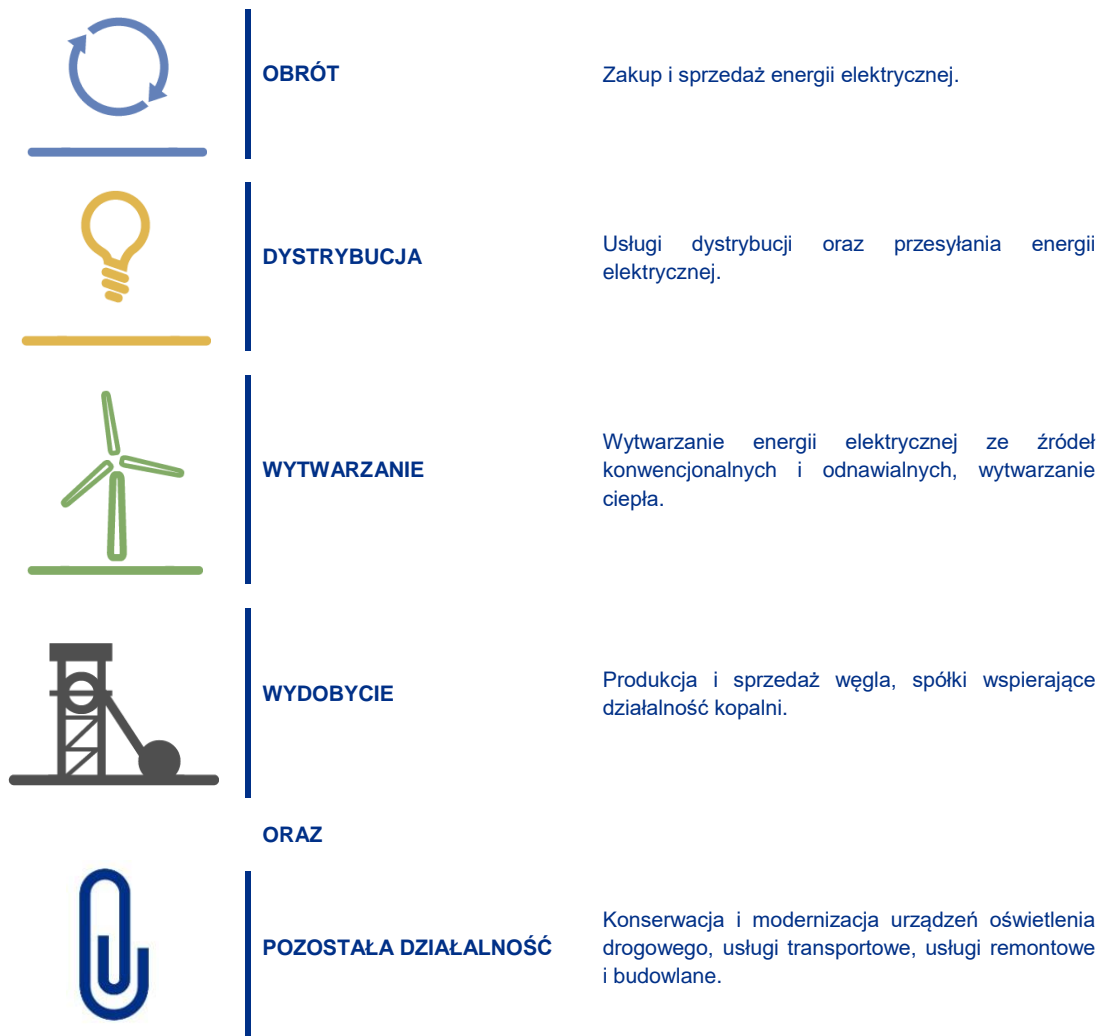 OBRÓT
Zakup i sprzedaż energii elektrycznej.
DYSTRYBUCJA
Usługi dystrybucji oraz przesyłania energii
elektrycznej.
WYTWARZANIE
Wytwarzanie energii elektrycznej ze źródeł
konwencjonalnych i odnawialnych, wytwarzanie
ciepła.
WYDOBYCIE
Produkcja i sprzedaż węgla, spółki wspierające
działalność kopalni.
ORAZ
POZOSTAŁA DZIAŁALNOŚĆ
Konserwacja i modernizacja urządzeń oświetlenia
drogowego, usługi transportowe, usługi remontowe
i budowlane.